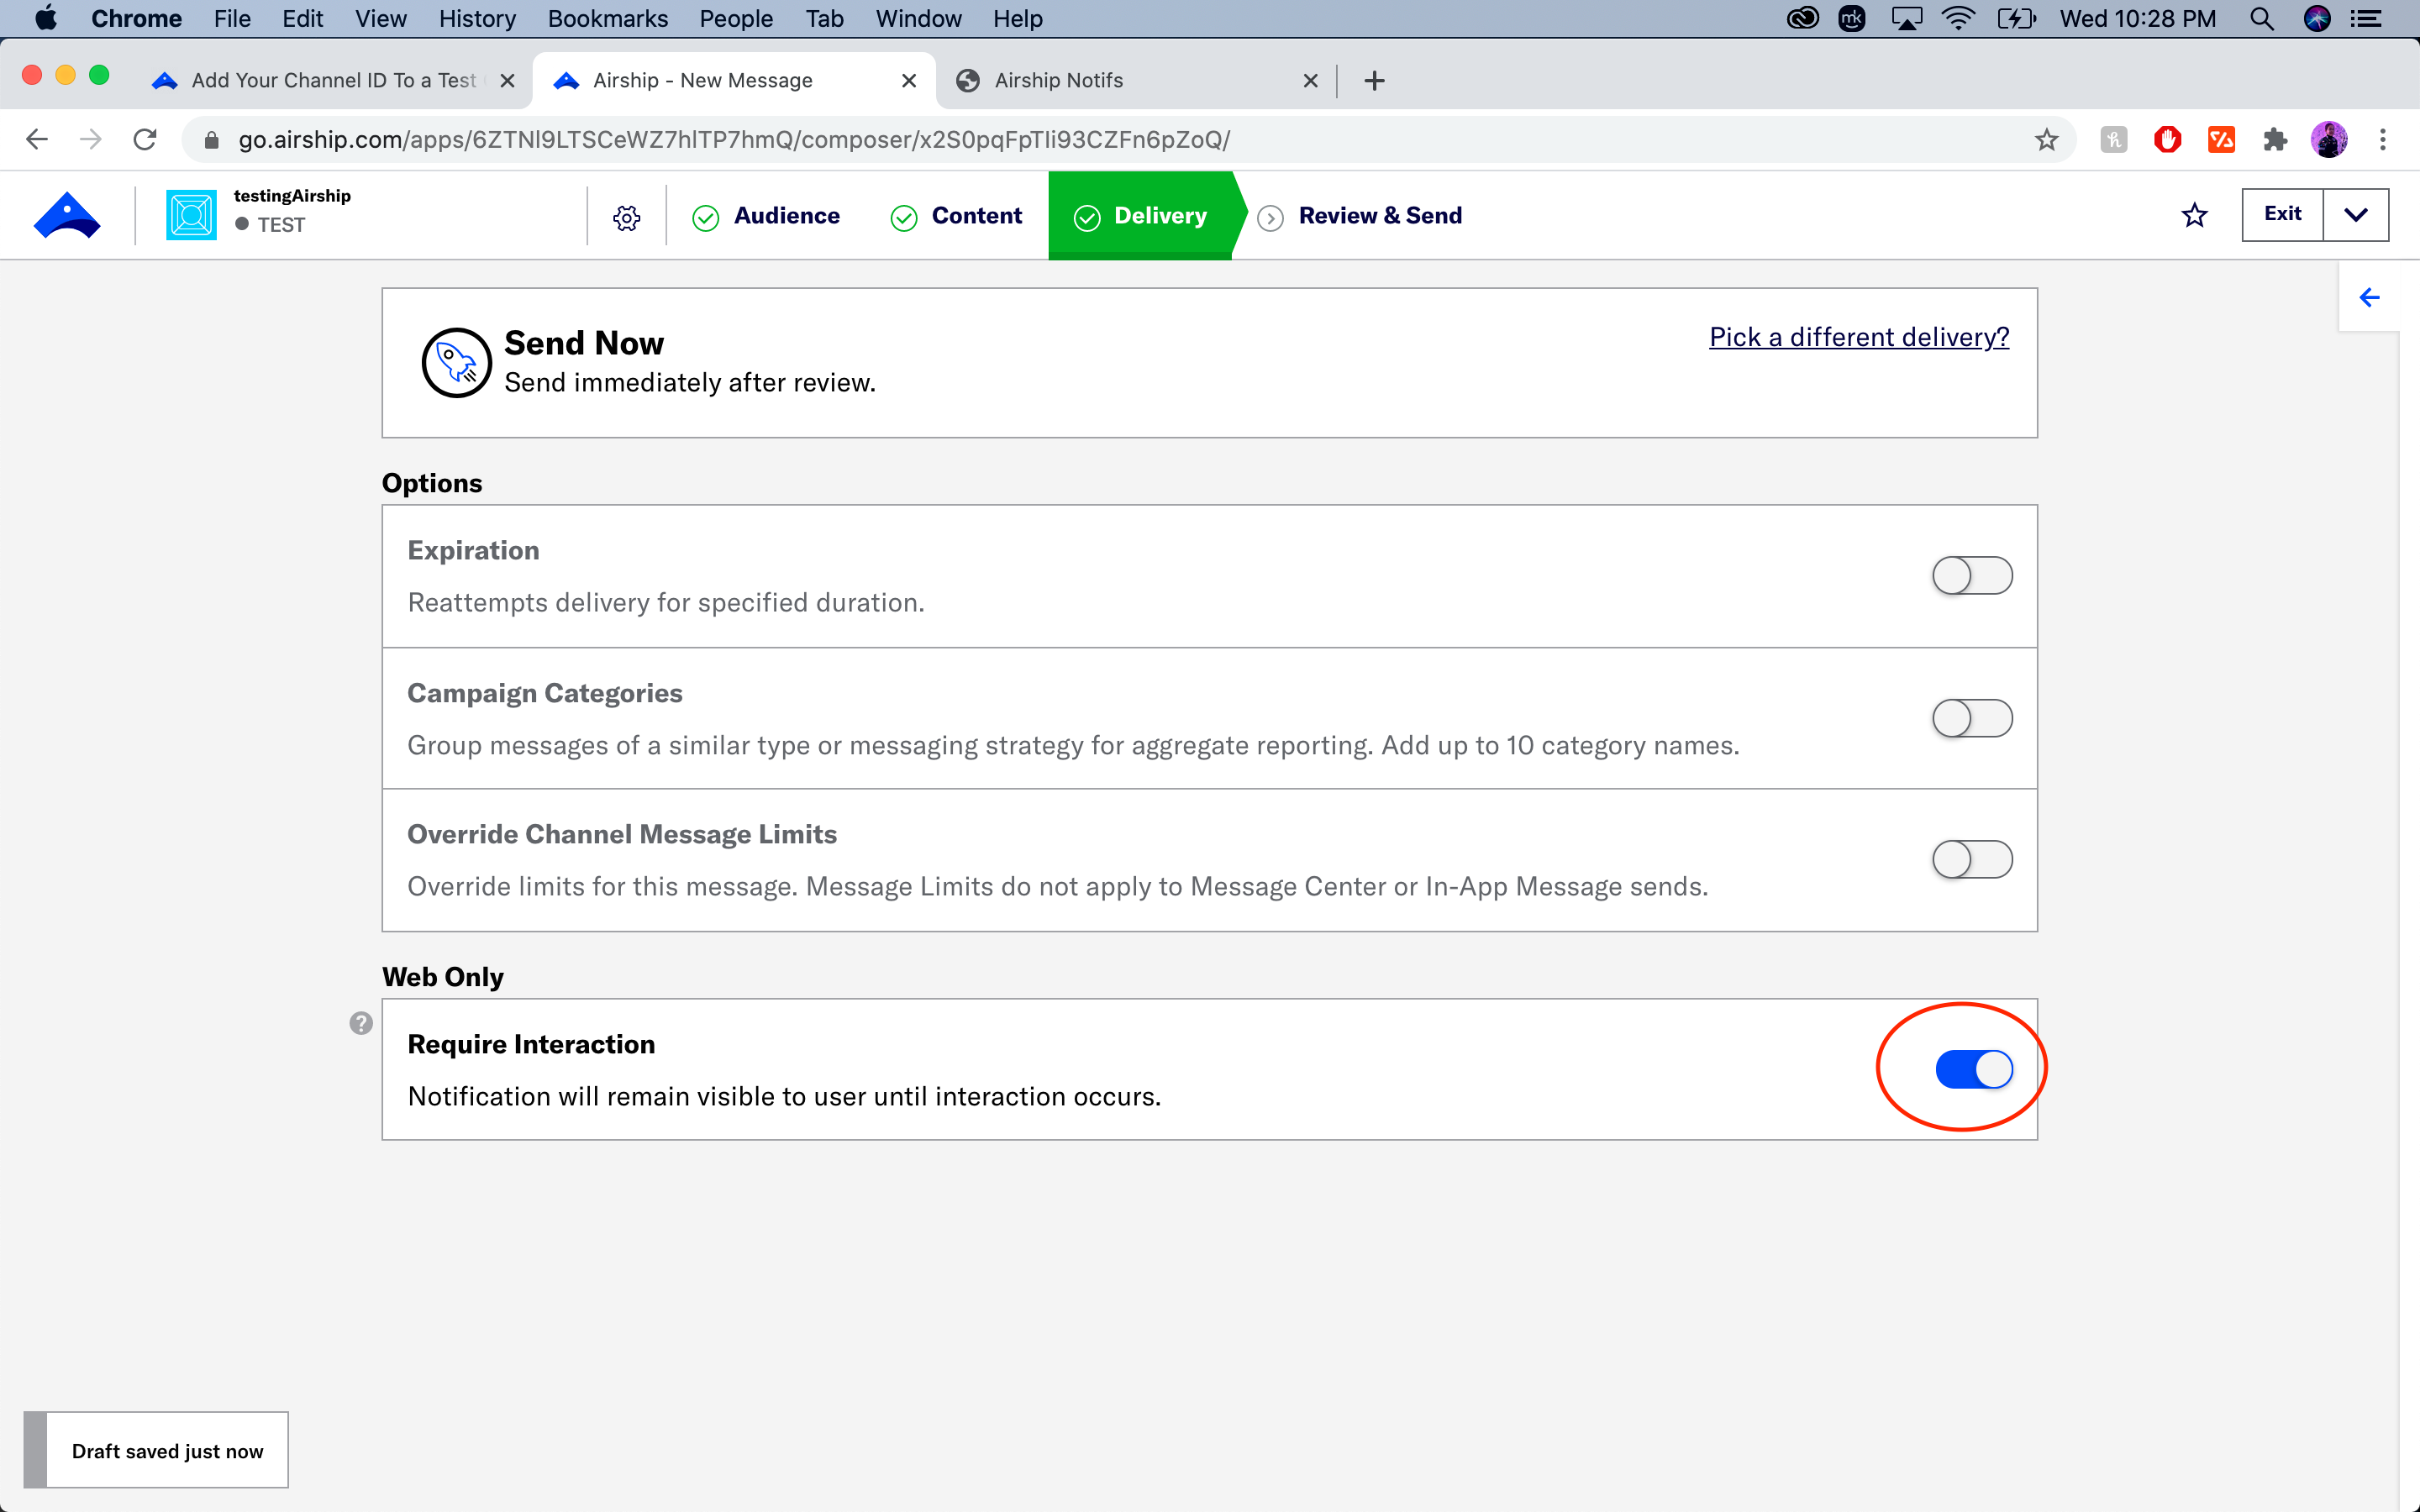 Chrome File Edit View History Bookmarks People Tab Window Help mk Wed 10:28 PM
Add Your Channel ID To a Test Airship - New Message Airship Notifs
go.airship.com/apps/6ZTNl9LTSCeWZ7hlTP7hmQ/composer/x2S0pqFpTli93CZFn6pZoQ/
testingAirship
TEST
Audience Content Delivery Review & Send Exit
Send Now
Pick a different delivery?
Send immediately after review.
Options
Expiration
Reattempts delivery for specified duration.
Campaign Categories
Group messages of a similar type or messaging strategy for aggregate reporting. Add up to 10 category names.
Override Channel Message Limits
Override limits for this message. Message Limits do not apply to Message Center or In-App Message sends.
Web Only
?
Require Interaction
Notification will remain visible to user until interaction occurs.
Draft saved just now